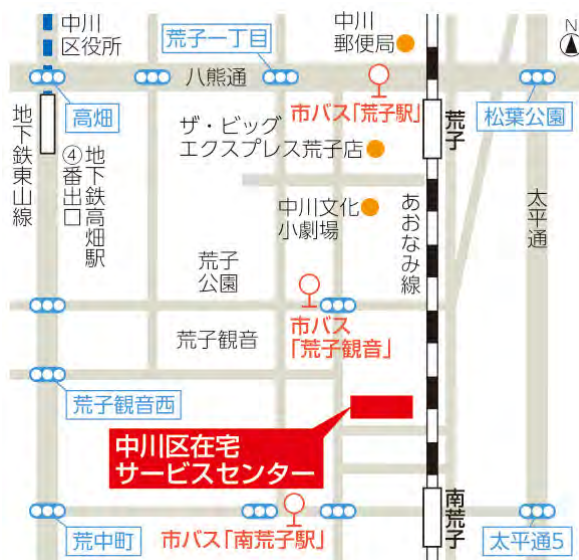 中川
区役所
荒子一丁目
中川
郵便局
N
八熊通
高畑
市バス「荒子駅」
荒子
松葉公園
ザ・ビッグ
エクスプレス荒子店
地下鉄東山線
地下鉄高畑駅
④番出口
中川文化
小劇場
あおなみ線
太平通
荒子
公園
市バス
「荒子観音」
荒子観音
荒子観音西
中川区在宅
サービスセンター
南荒子
荒中町
市バス「南荒子駅」
太平通5